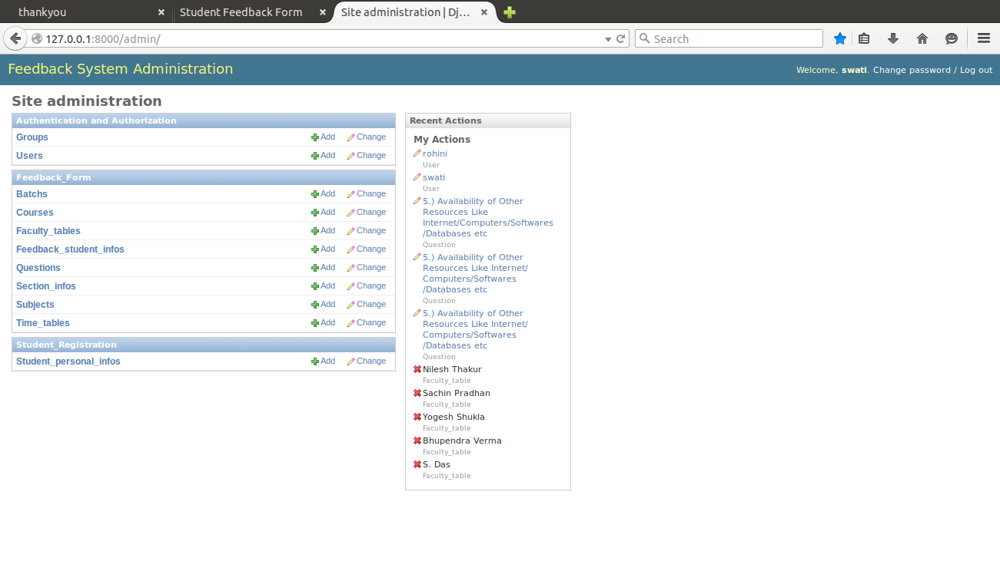 thankyou
Student Feedback Form
Site administration | Dj...
127.0.0.1:8000/admin/
Search
Feedback System Administration
Welcome, swati. Change password / Log out
Site administration
Authentication and Authorization
Groups Add Change
Users Add Change
Feedback_Form
Batchs Add Change
Courses Add Change
Faculty_tables Add Change
Feedback_student_infos Add Change
Questions Add Change
Section_infos Add Change
Subjects Add Change
Time_tables Add Change
Student_Registration
Student_personal_infos Add Change
Recent Actions
My Actions
rohini
User
swati
User
5.) Availability of Other
Resources Like
Internet/Computers/Softwares
/Databases etc
Question
5.) Availability of Other
Resources Like Internet/
Computers/Softwares
/Databases etc
Question
5.) Availability of Other
Resources Like Internet/
Computers/Softwares
/Databases etc
Question
Nilesh Thakur
Faculty_table
Sachin Pradhan
Faculty_table
Yogesh Shukla
Faculty_table
Bhupendra Verma
Faculty_table
S. Das
Faculty_table